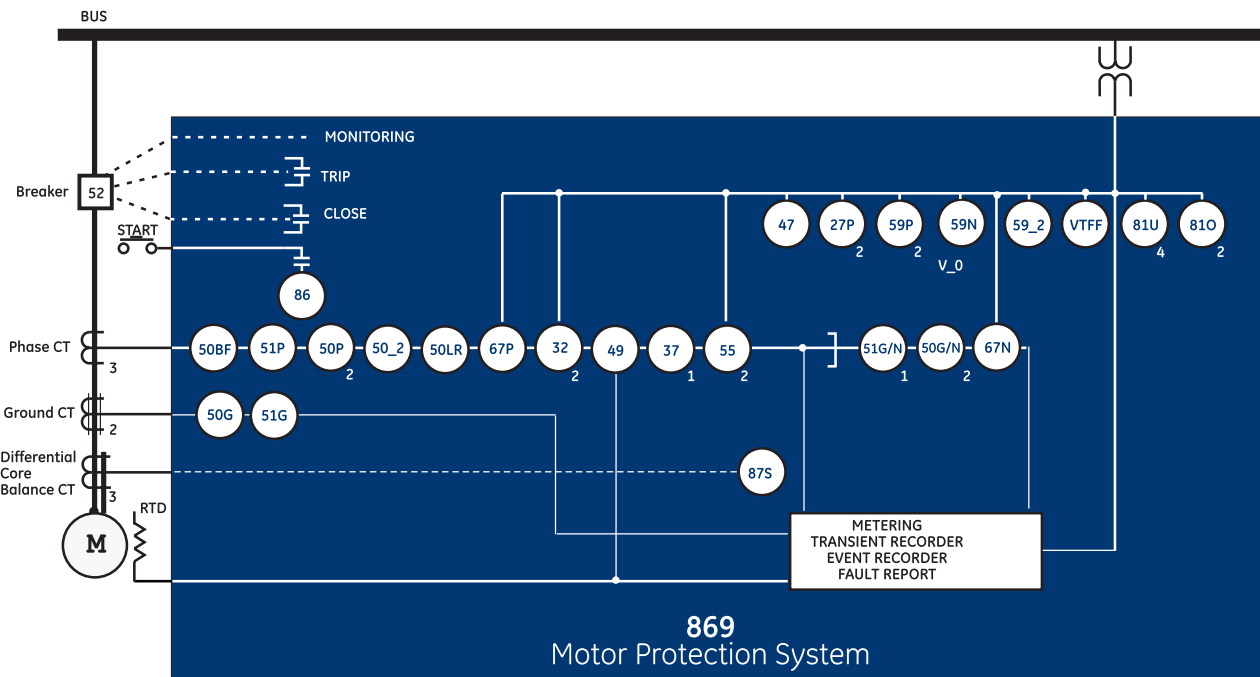 BUS
MONITORING
TRIP
Breaker
52
CLOSE
START
47
27P
59P
59N
59_2
VTFF
81U
81O
2
2
4
2
V_0
86
Phase CT
3
50BF
51P
50P
50_2
50LR
67P
32
49
37
55
51G/N
50G/N
67N
2
2
1
2
1
2
Ground CT
2
50G
51G
Differential
Core
Balance CT
3
87S
RTD
M
METERING
TRANSIENT RECORDER
EVENT RECORDER
FAULT REPORT
869
Motor Protection System